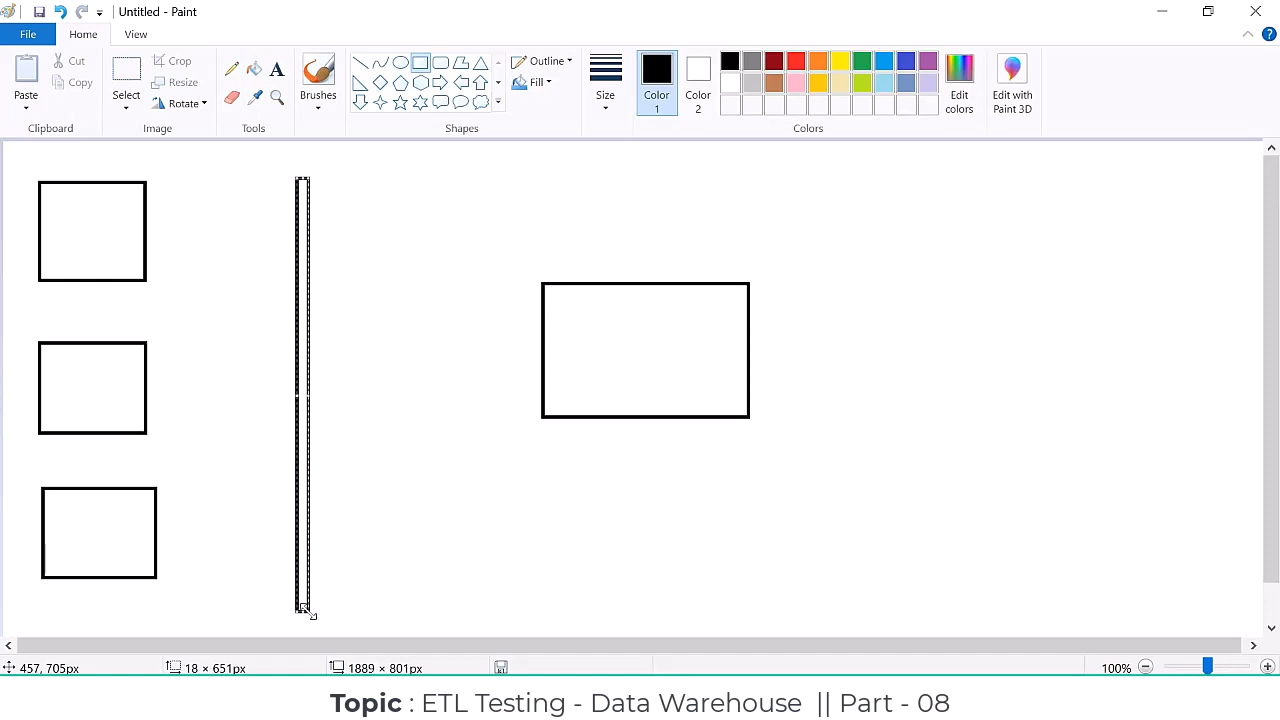 Untitled - Paint
File
Home
View
Paste
Cut
Copy
Clipboard
Select
Crop
Resize
Rotate
Image
A
Tools
Brushes
Outline
Fill
Shapes
Size
Color
1
Color
2
Edit
colors
Colors
Edit with
Paint 3D
457, 705px
18 × 651px
1889 × 801px
100%
Topic : ETL Testing - Data Warehouse || Part - 08